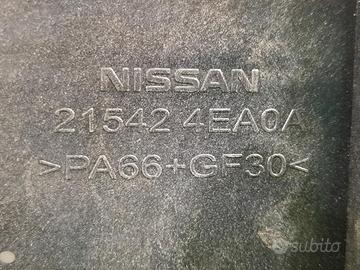 NISSAN
21542 4EA0A
>PA66+GF30<
subito